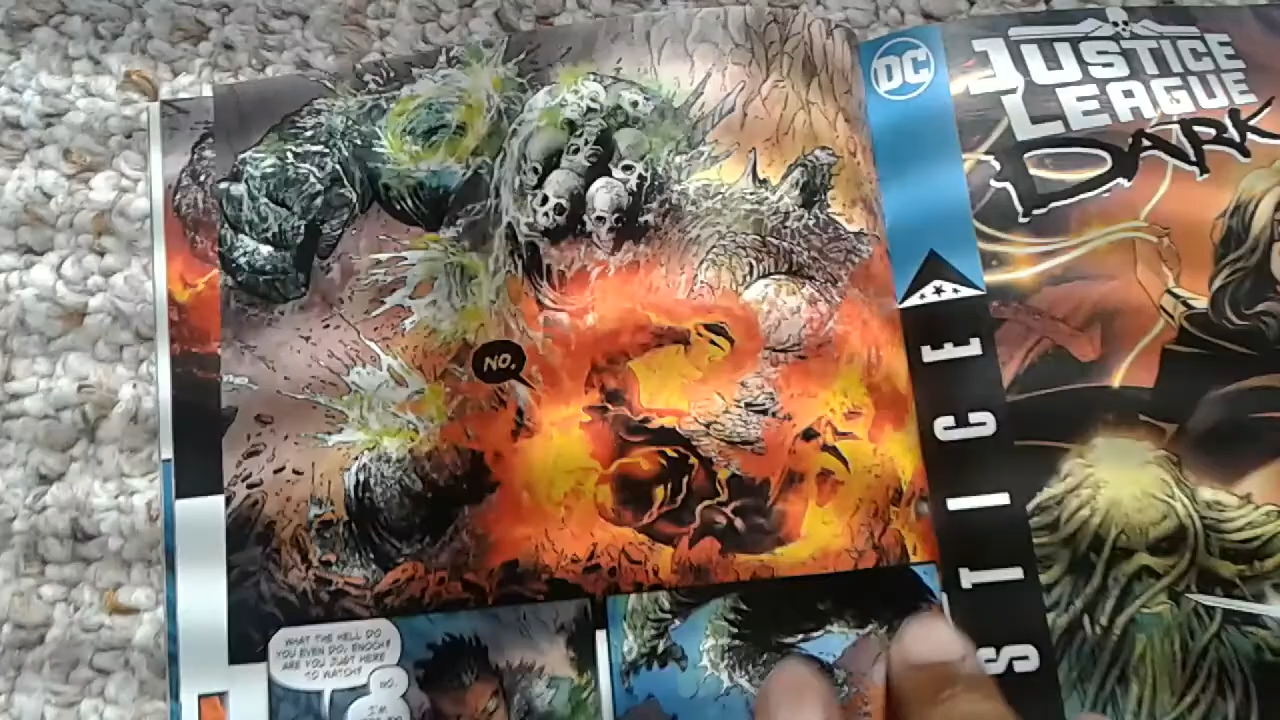 NO.
WHAT THE HELL DO
YOU EVEN DO, ENOCH?
ARE YOU JUST HERE
TO WATCH?
NO.
I'M
DC
JUSTICE
LEAGUE
DARK
STICE